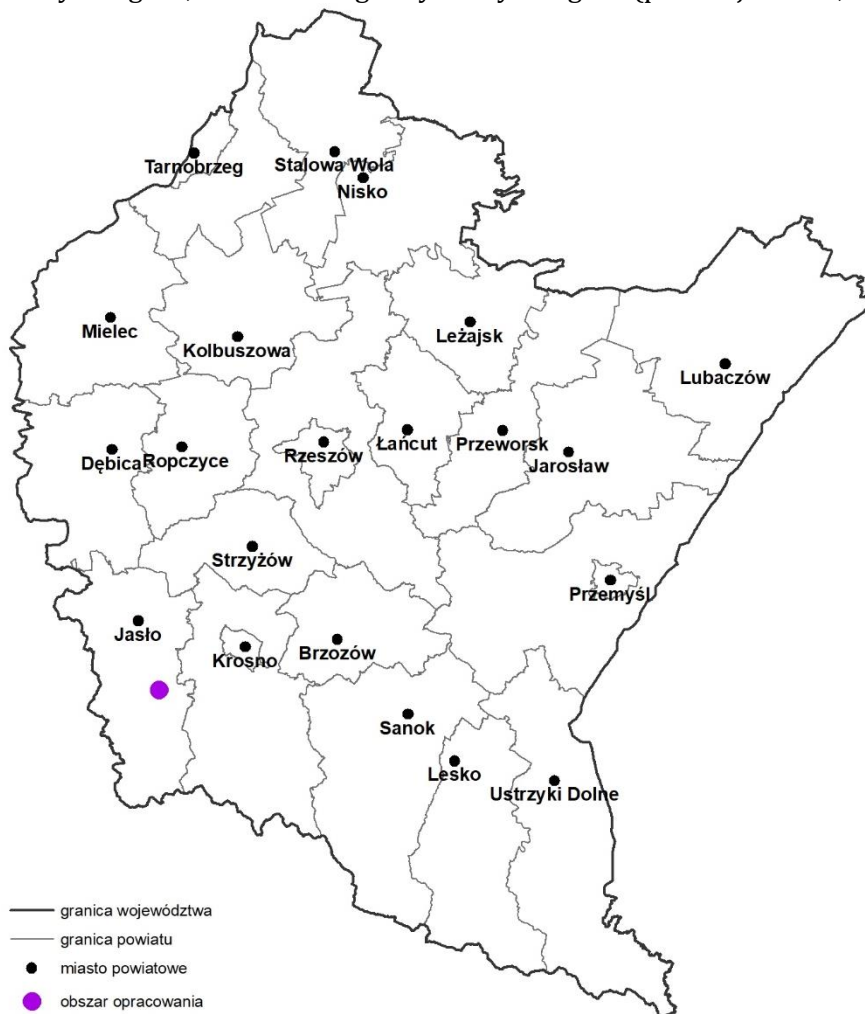 Tarnobrzeg
Stalowa Wola
Nisko
Mielec
Kolbuszowa
Leżajsk
Lubaczów
Dębica
Ropczyce
Rzeszów
Łańcut
Przeworsk
Jarosław
Strzyżów
Przemyśl
Jasło
Krosno
Brzozów
Sanok
Lesko
Ustrzyki Dolne
granica województwa
granica powiatu
miasto powiatowe
obszar opracowania